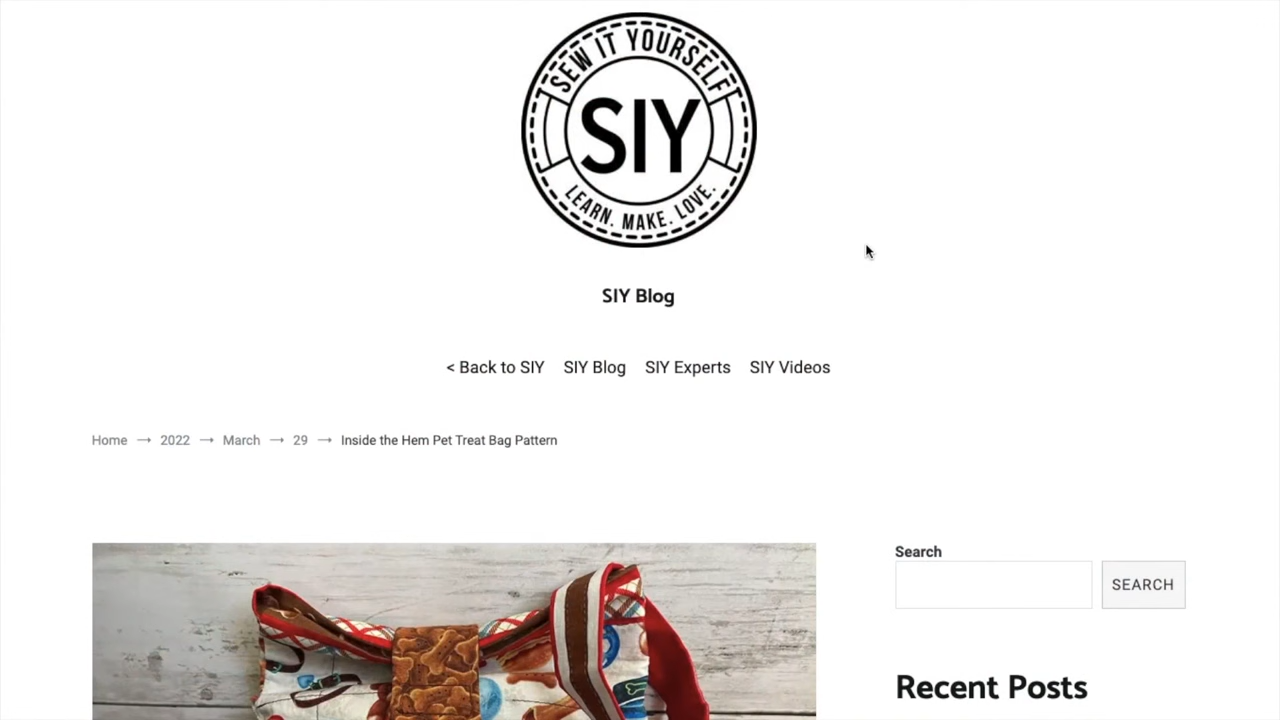 SEW IT YOURSELF
SIY
LEARN. MAKE. LOVE.
SIY Blog
< Back to SIY SIY Blog SIY Experts SIY Videos
Home → 2022 → March → 29 → Inside the Hem Pet Treat Bag Pattern
Search
SEARCH
Recent Posts